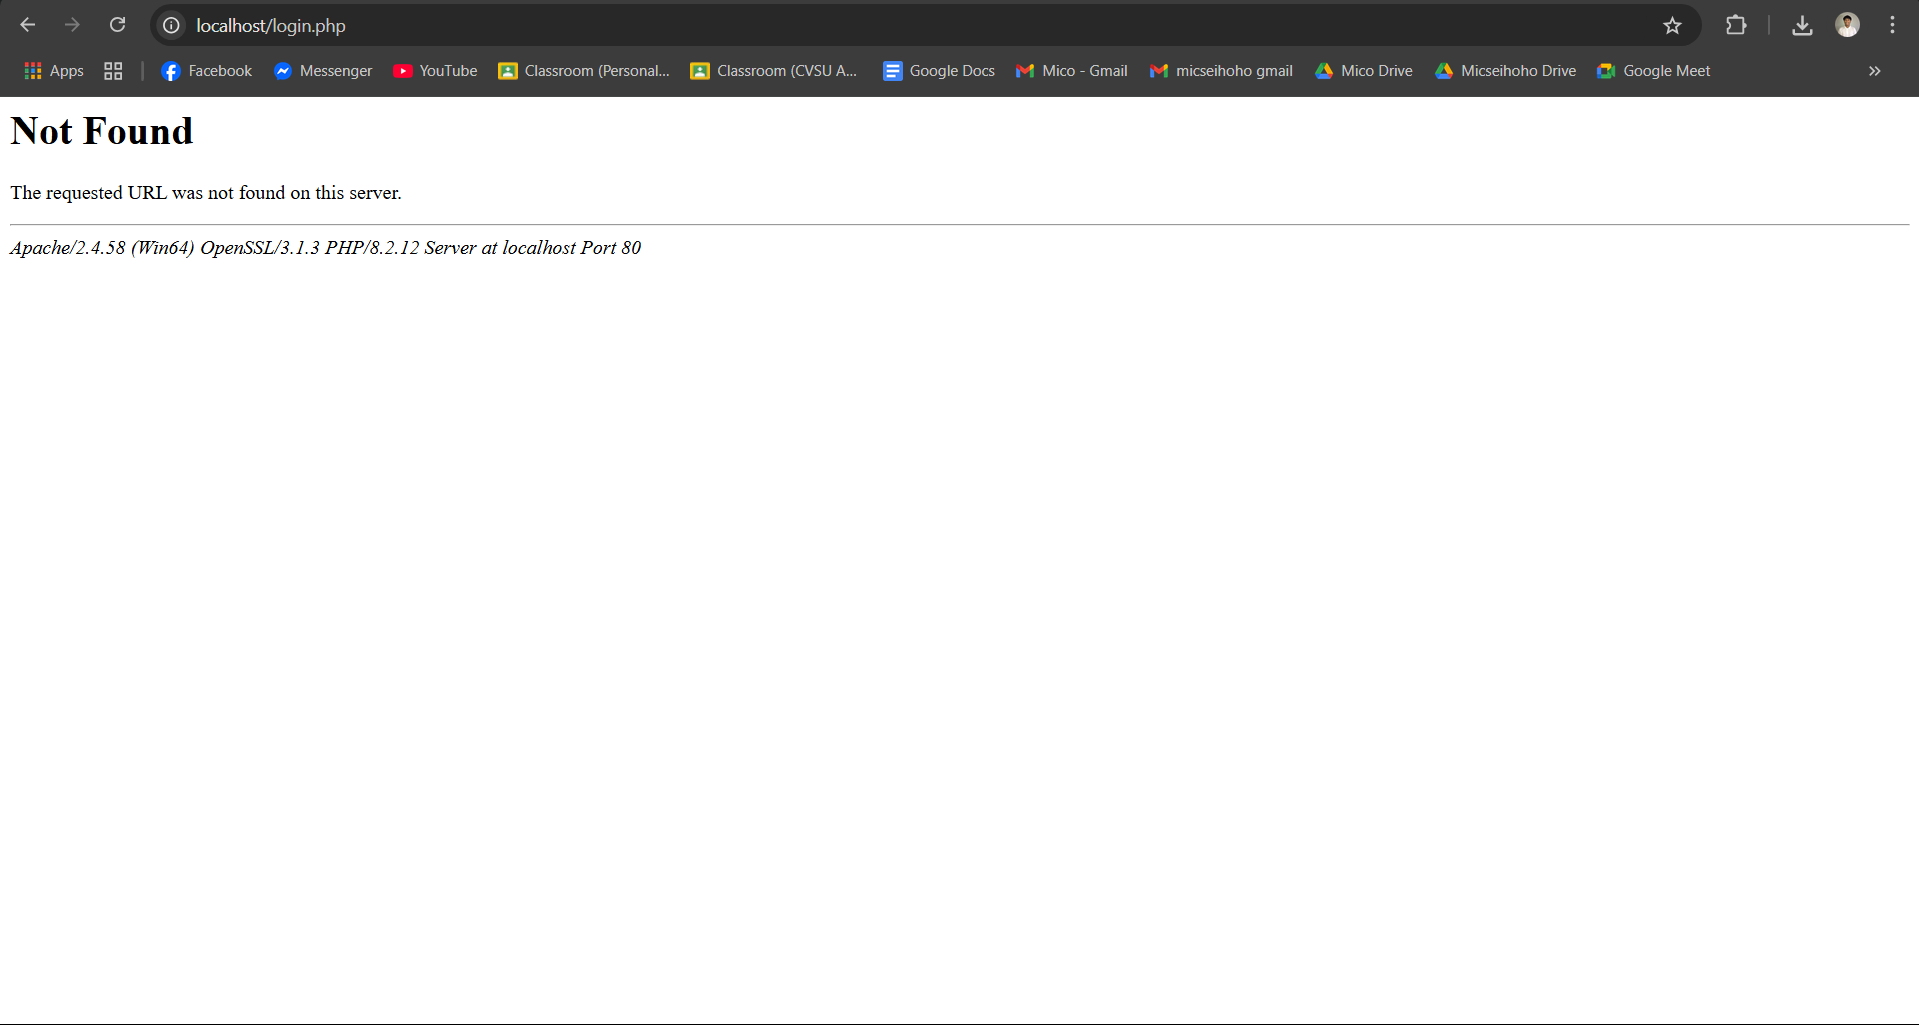 localhost/login.php
Apps
Facebook
Messenger
YouTube
Classroom (Personal...
Classroom (CVSU A...
Google Docs
Mico - Gmail
micseihoho gmail
Mico Drive
Micseihoho Drive
Google Meet
Not Found
The requested URL was not found on this server.
Apache/2.4.58 (Win64) OpenSSL/3.1.3 PHP/8.2.12 Server at localhost Port 80